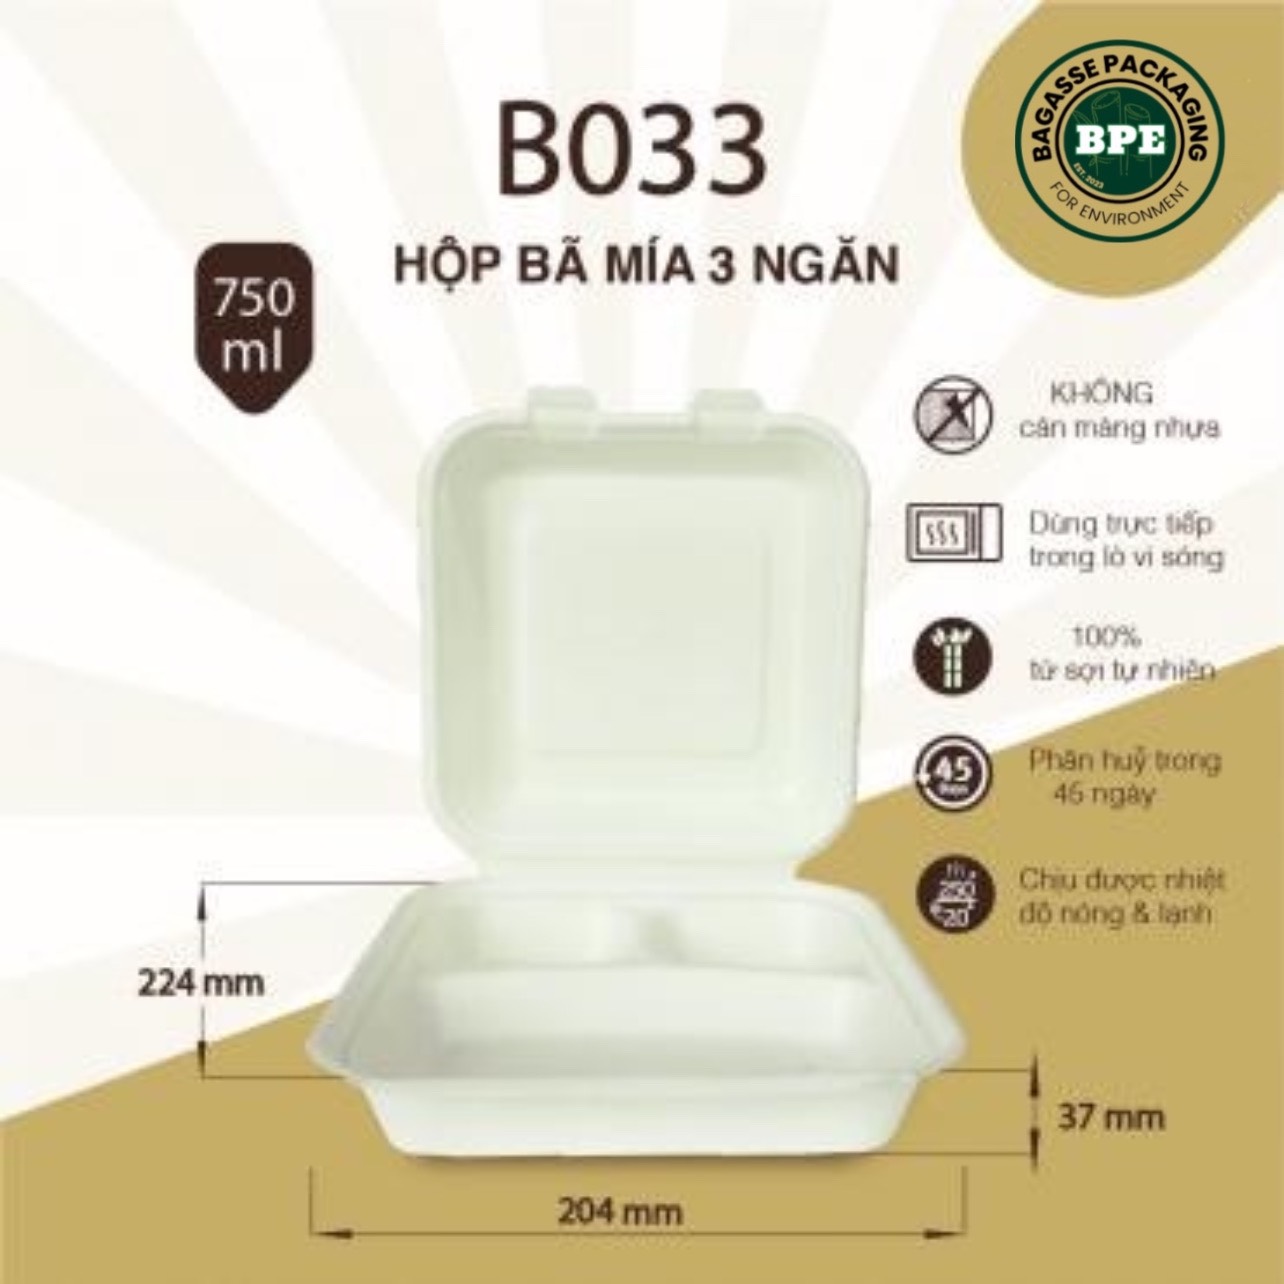 BAGASSE PACKAGING
BPE
EST. 2023
FOR ENVIRONMENT
B033
HỘP BÃ MÍA 3 NGĂN
750
ml
KHÔNG
cán màng nhựa
Dùng trực tiếp
trong lò vi sóng
100%
từ sợi tự nhiên
45
Phân huỷ trong
45 ngày
Chịu được nhiệt
độ nóng & lạnh
224 mm
37 mm
204 mm